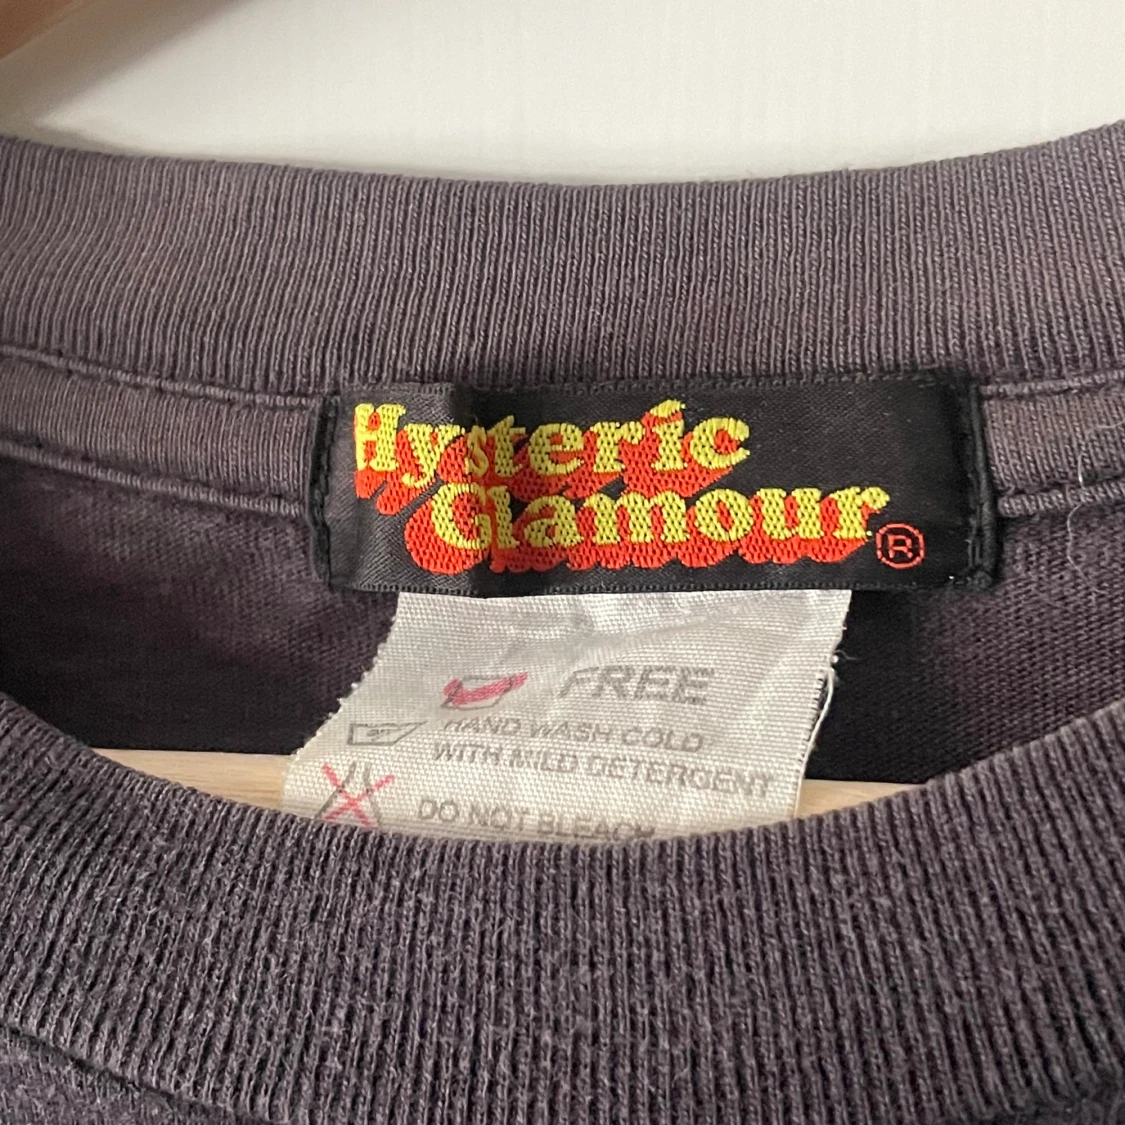 Hysteric
Glamour ®
FREE
HAND WASH COLD
WITH MILD DETERGENT
DO NOT BLEACH